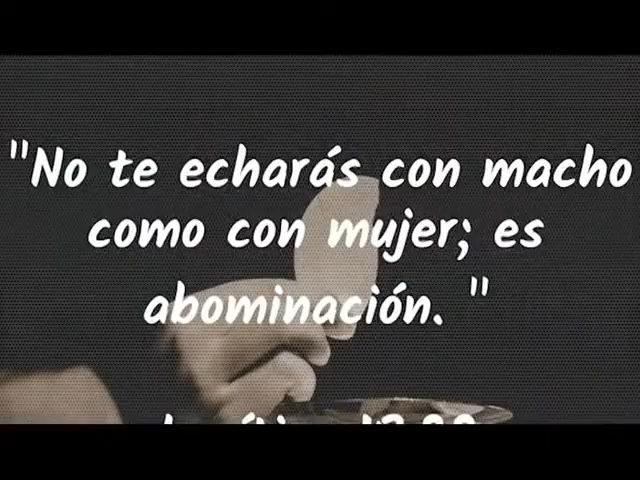 "No te echarás con macho
como con mujer; es
abominación. "